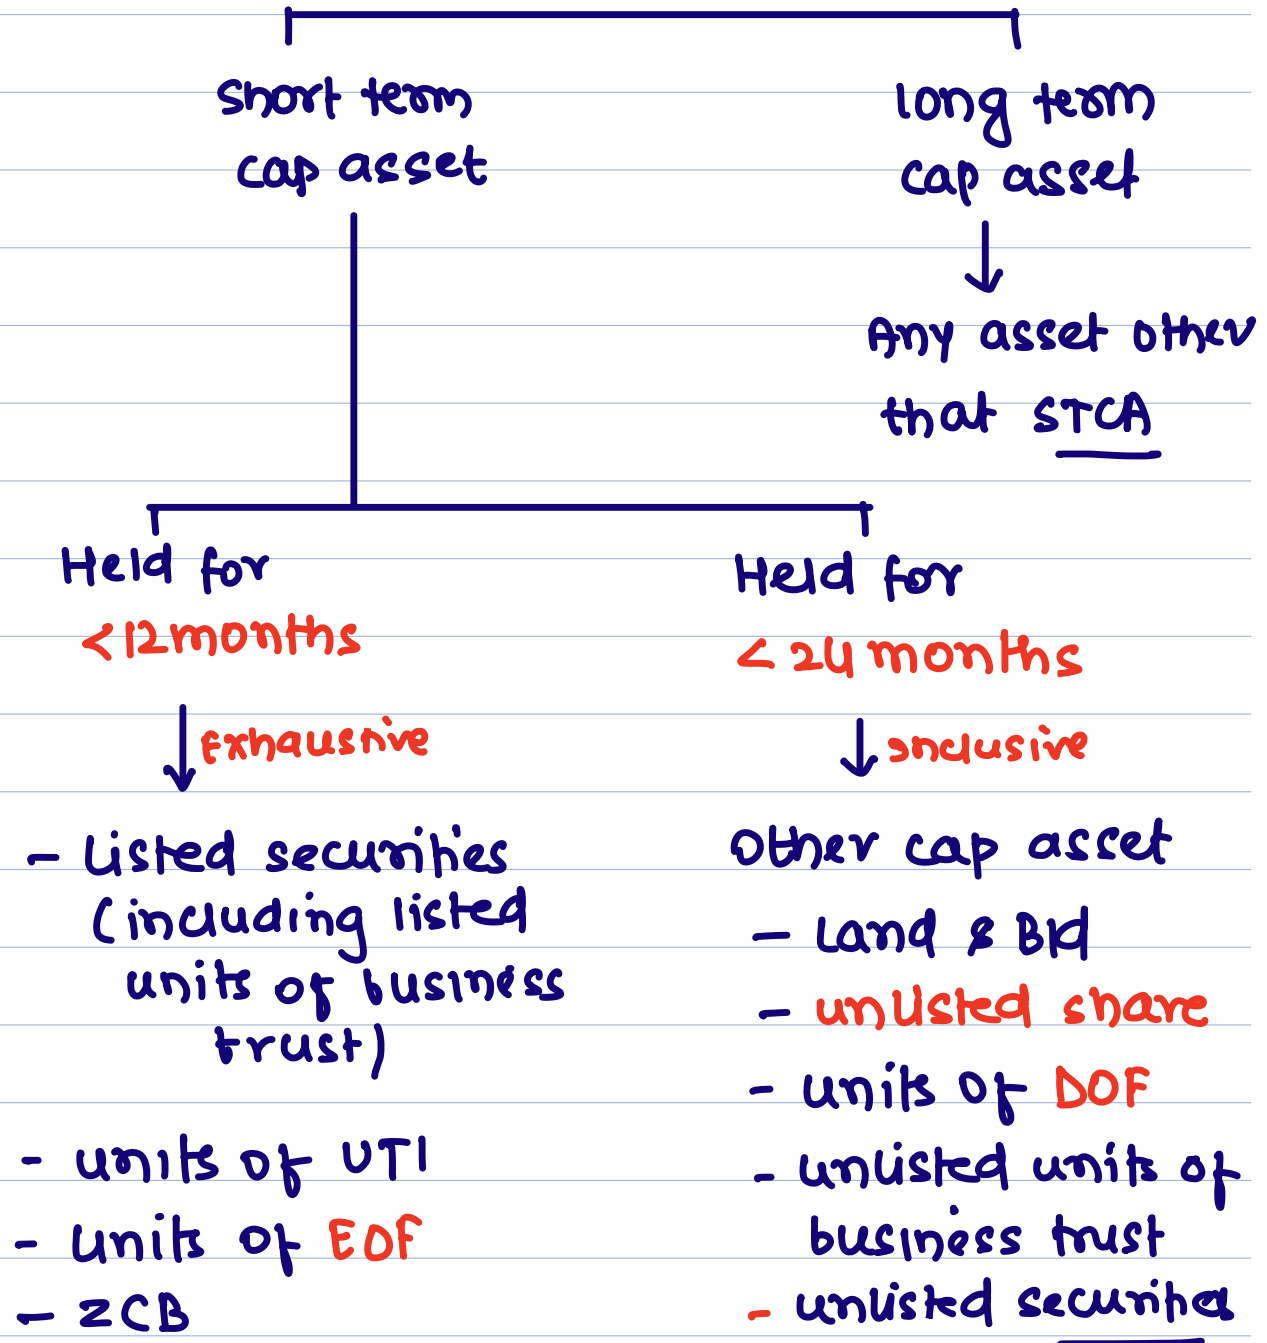 Short term
cap asset
long term
cap asset
Any asset other
that STCA
Held for
<12 months
Exhaustive
- Listed securities
(including listed
units of business
trust)
- units of UTI
- units of EOF
- ZCB
Held for
< 24 months
Inclusive
Other cap asset
- Land & Bld
- unlisted share
- units of DOF
- unlisted units of
business trust
- unlisted securities